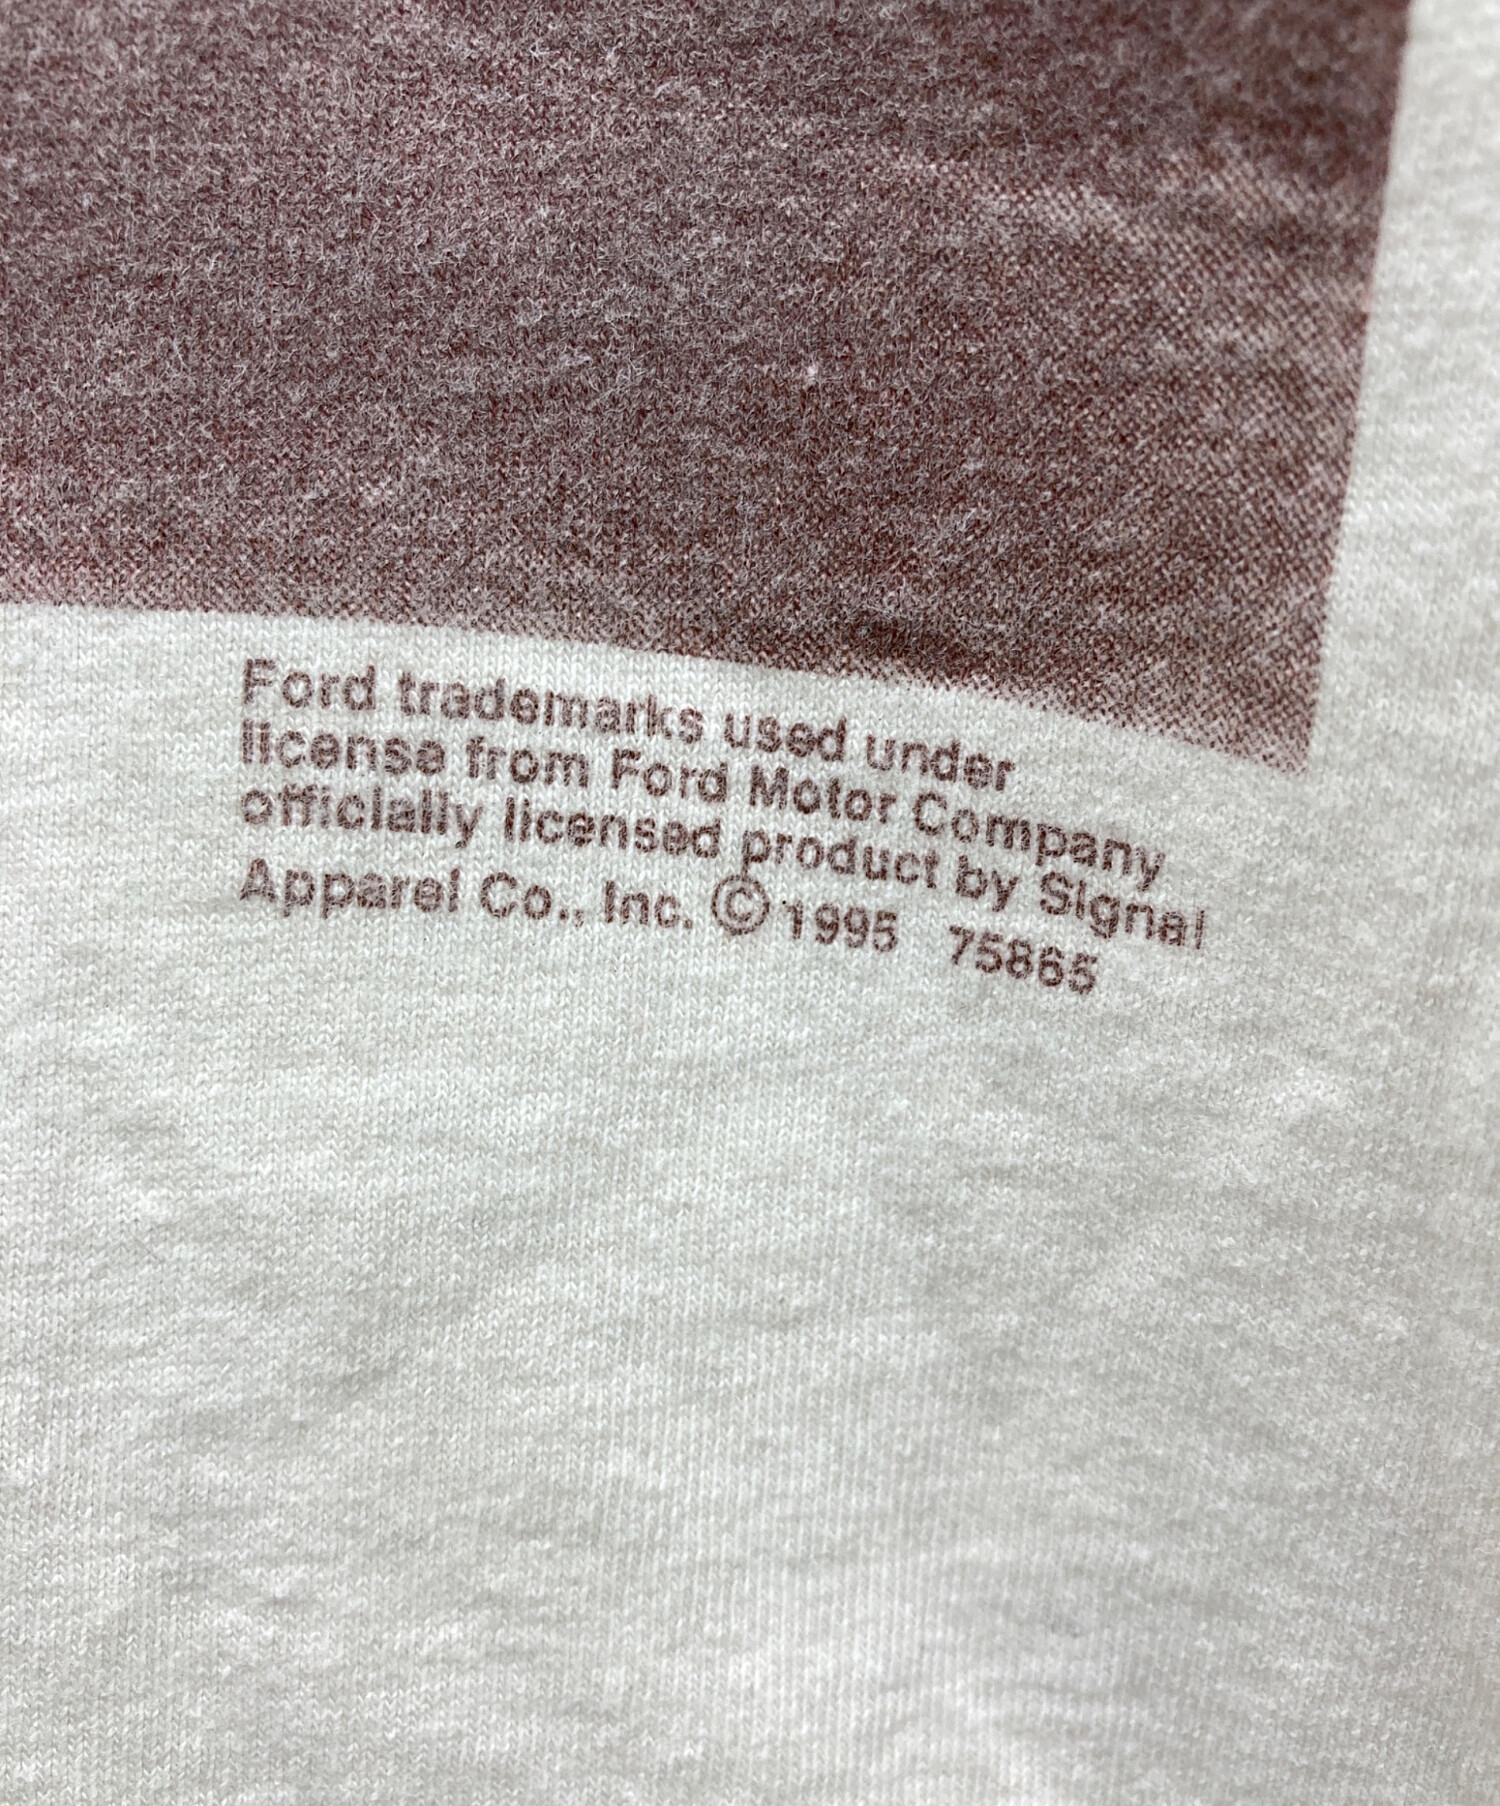 Ford trademarks used under
license from Ford Motor Company
officially licensed product by Signal
Apparel Co., Inc. © 1995 75865